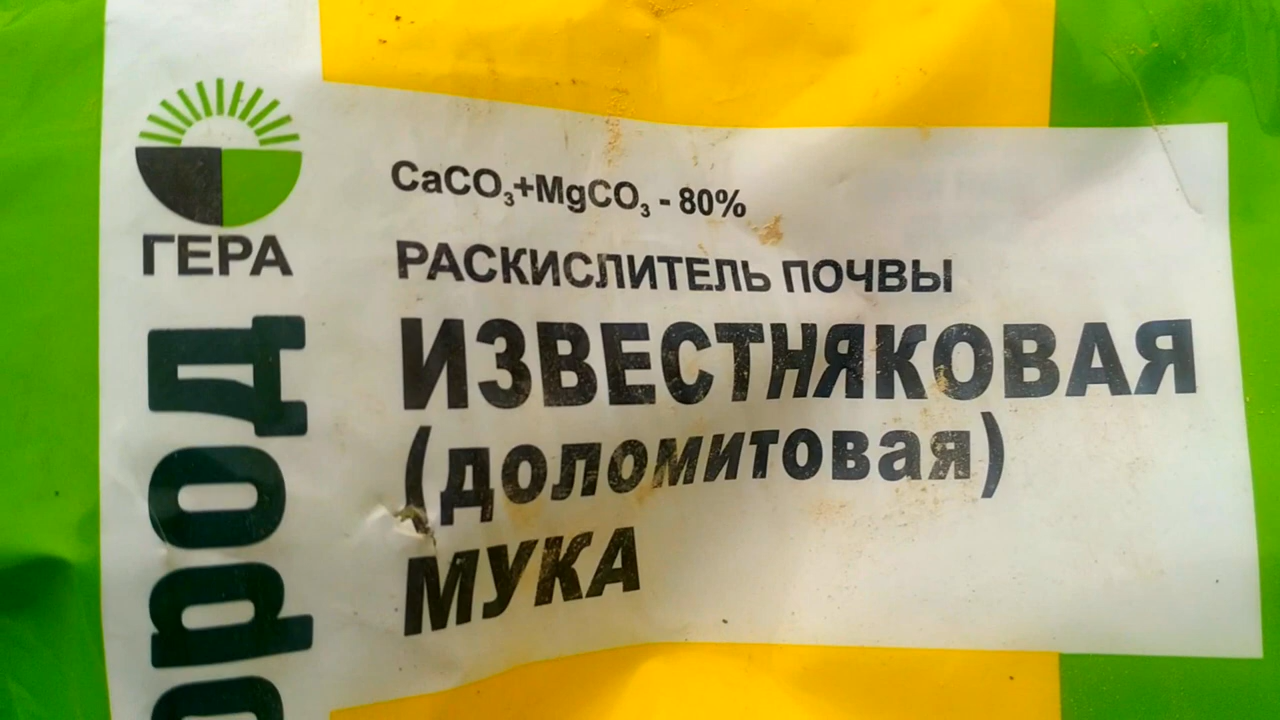 ГЕРА
CaCO₃+MgCO₃ - 80%
РАСКИСЛИТЕЛЬ ПОЧВЫ
ИЗВЕСТНЯКОВАЯ
(доломитовая)
МУКА